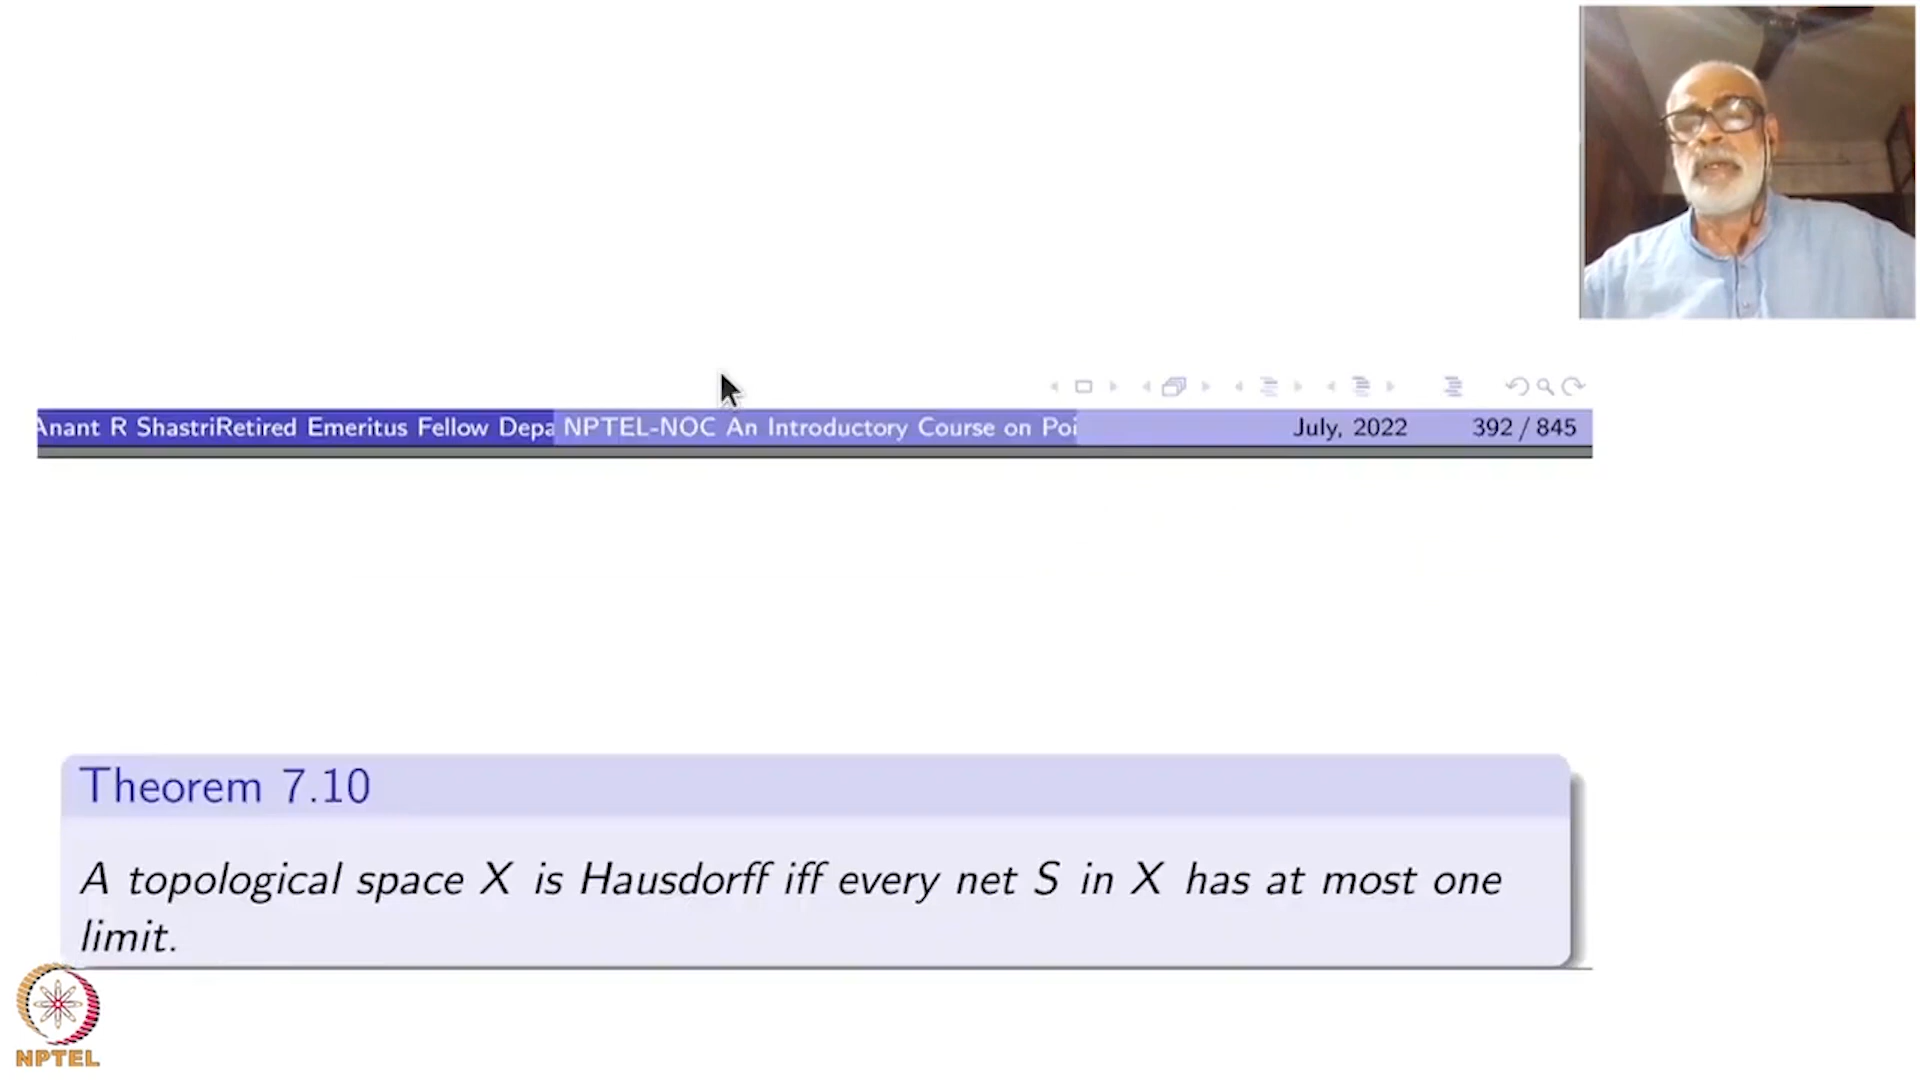 Anant R ShastriRetired Emeritus Fellow Depa NPTEL-NOC An Introductory Course on Poi July, 2022 392 / 845
Theorem 7.10
A topological space X is Hausdorff iff every net S in X has at most one
limit.
NPTEL